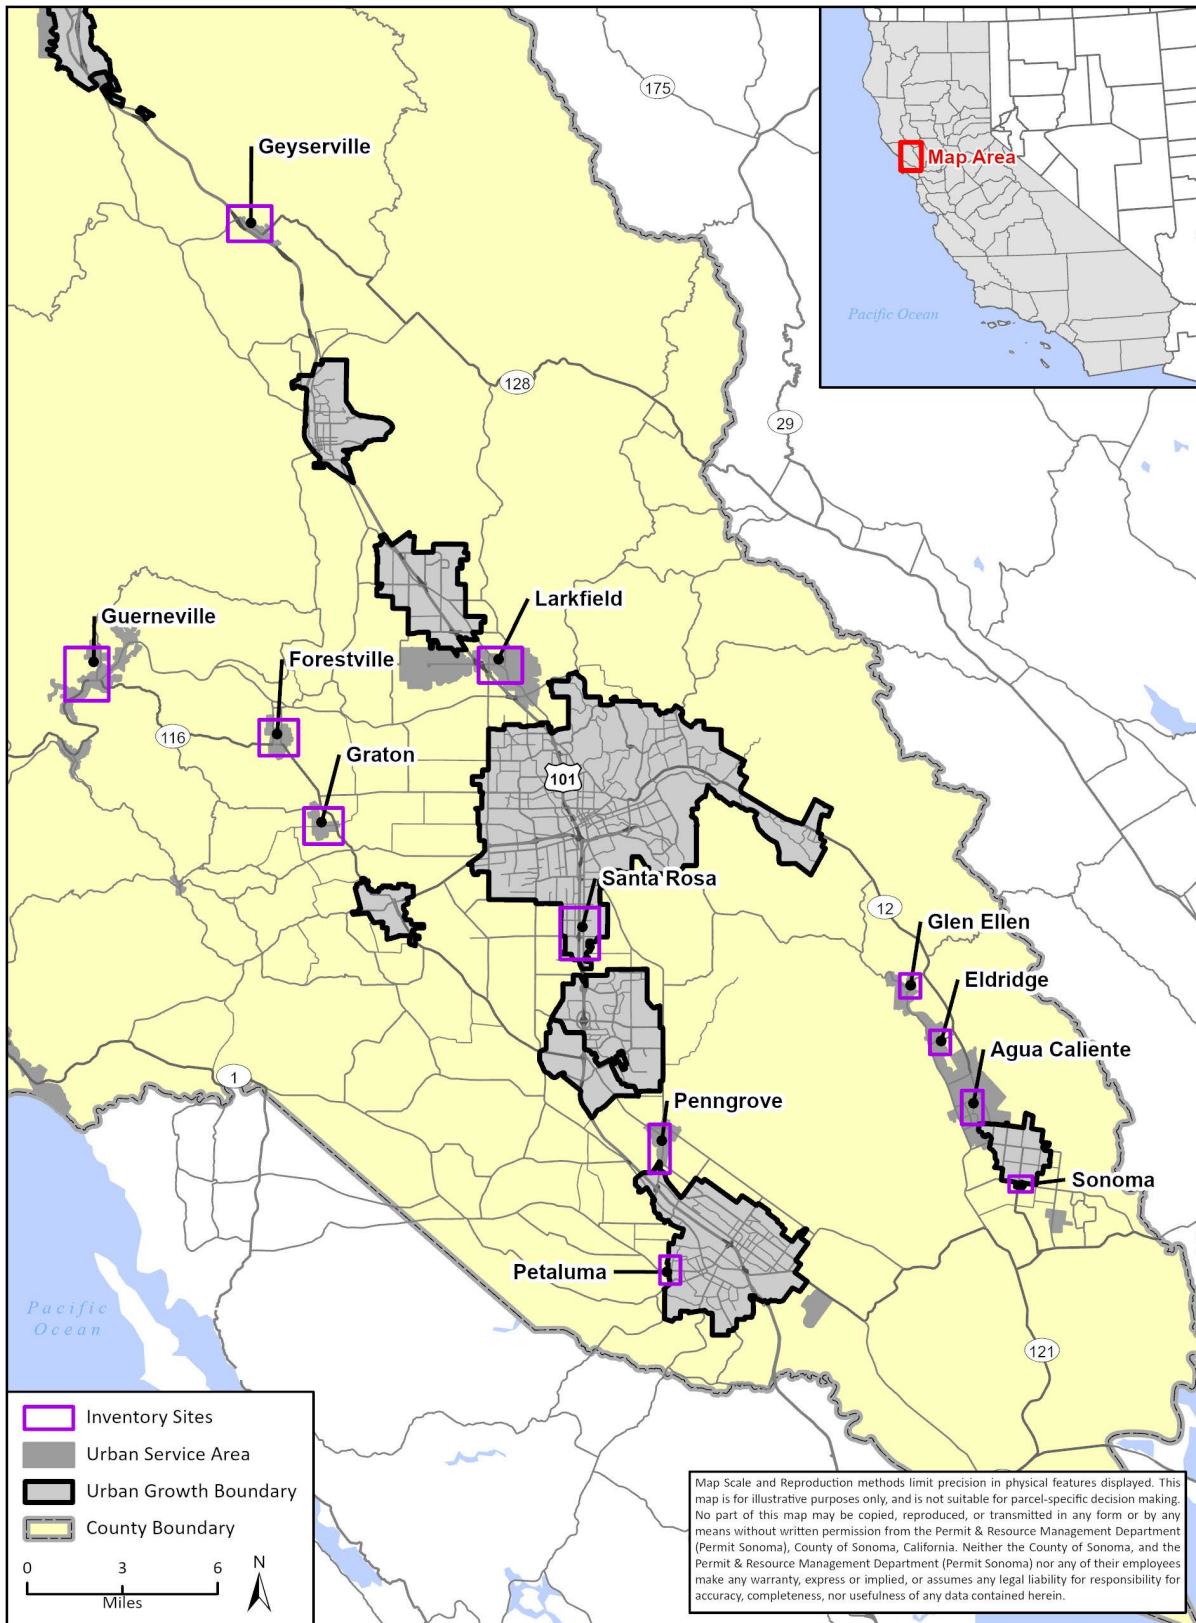 175
Geyserville
Map Area
Pacific Ocean
128
29
Larkfield
Guerneville
Forestville
116
Graton
101
Santa Rosa
12
Glen Ellen
Eldridge
Agua Caliente
1
Penngrove
Sonoma
Petaluma
Pacific
Ocean
121
Inventory Sites
Urban Service Area
Urban Growth Boundary
County Boundary
0 3 6
Miles
N
Map Scale and Reproduction methods limit precision in physical features displayed. This
map is for illustrative purposes only, and is not suitable for parcel-specific decision making.
No part of this map may be copied, reproduced, or transmitted in any form or by any
means without written permission from the Permit & Resource Management Department
(Permit Sonoma), County of Sonoma, California. Neither the County of Sonoma, and the
Permit & Resource Management Department (Permit Sonoma) nor any of their employees
make any warranty, express or implied, or assumes any legal liability for responsibility for
accuracy, completeness, nor usefulness of any data contained herein.